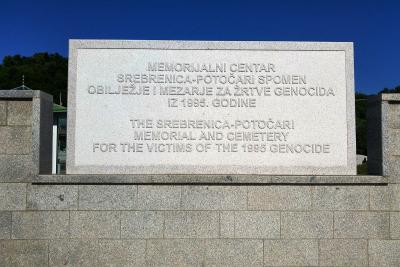 MEMORIJALNI CENTAR
SREBRENICA-POTOČARI SPOMEN
OBILJEŽJE I MEZARJE ZA ŽRTVE GENOCIDA
IZ 1995. GODINE
THE SREBRENICA-POTOČARI
MEMORIAL AND CEMETERY
FOR THE VICTIMS OF THE 1995 GENOCIDE